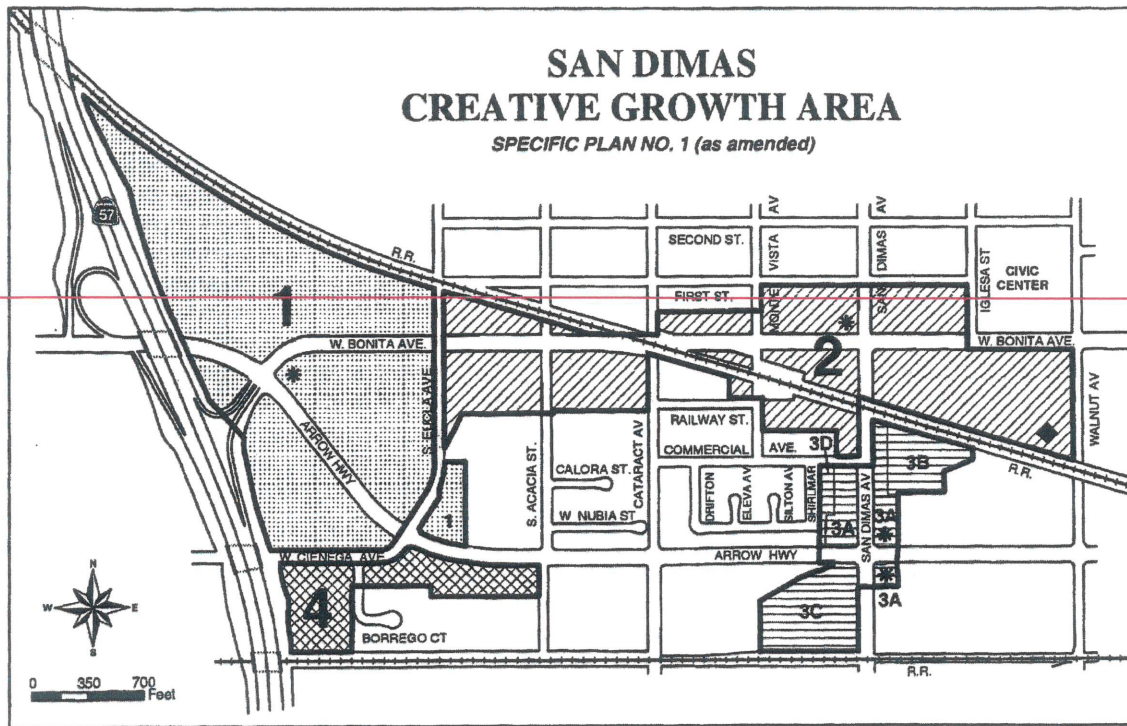 SAN DIMAS
CREATIVE GROWTH AREA
SPECIFIC PLAN NO. 1 (as amended)
57
R.R.
1
SECOND ST.
FIRST ST.
MONTE VISTA AV
SAN DIMAS AV
IGLESA ST
CIVIC
CENTER
W. BONITA AVE.
W. BONITA AVE.
2
S. EUCLA AVE.
ARROW HWY
S. ACACIA ST.
CATARACT AV
RAILWAY ST.
COMMERCIAL AVE.
WALNUT AV
CALORA ST.
W NUBIA ST
DRIFTON
ELEVA AV
SILTON AV
SHIRLMAR
3D
3B
R.R.
1
3A
SAN DIMAS AV
3A
W. CIENEGA AVE
ARROW HWY
3A
4
3C
BORREGO CT
R.R.
N
W
E
S
0 350 700
Feet